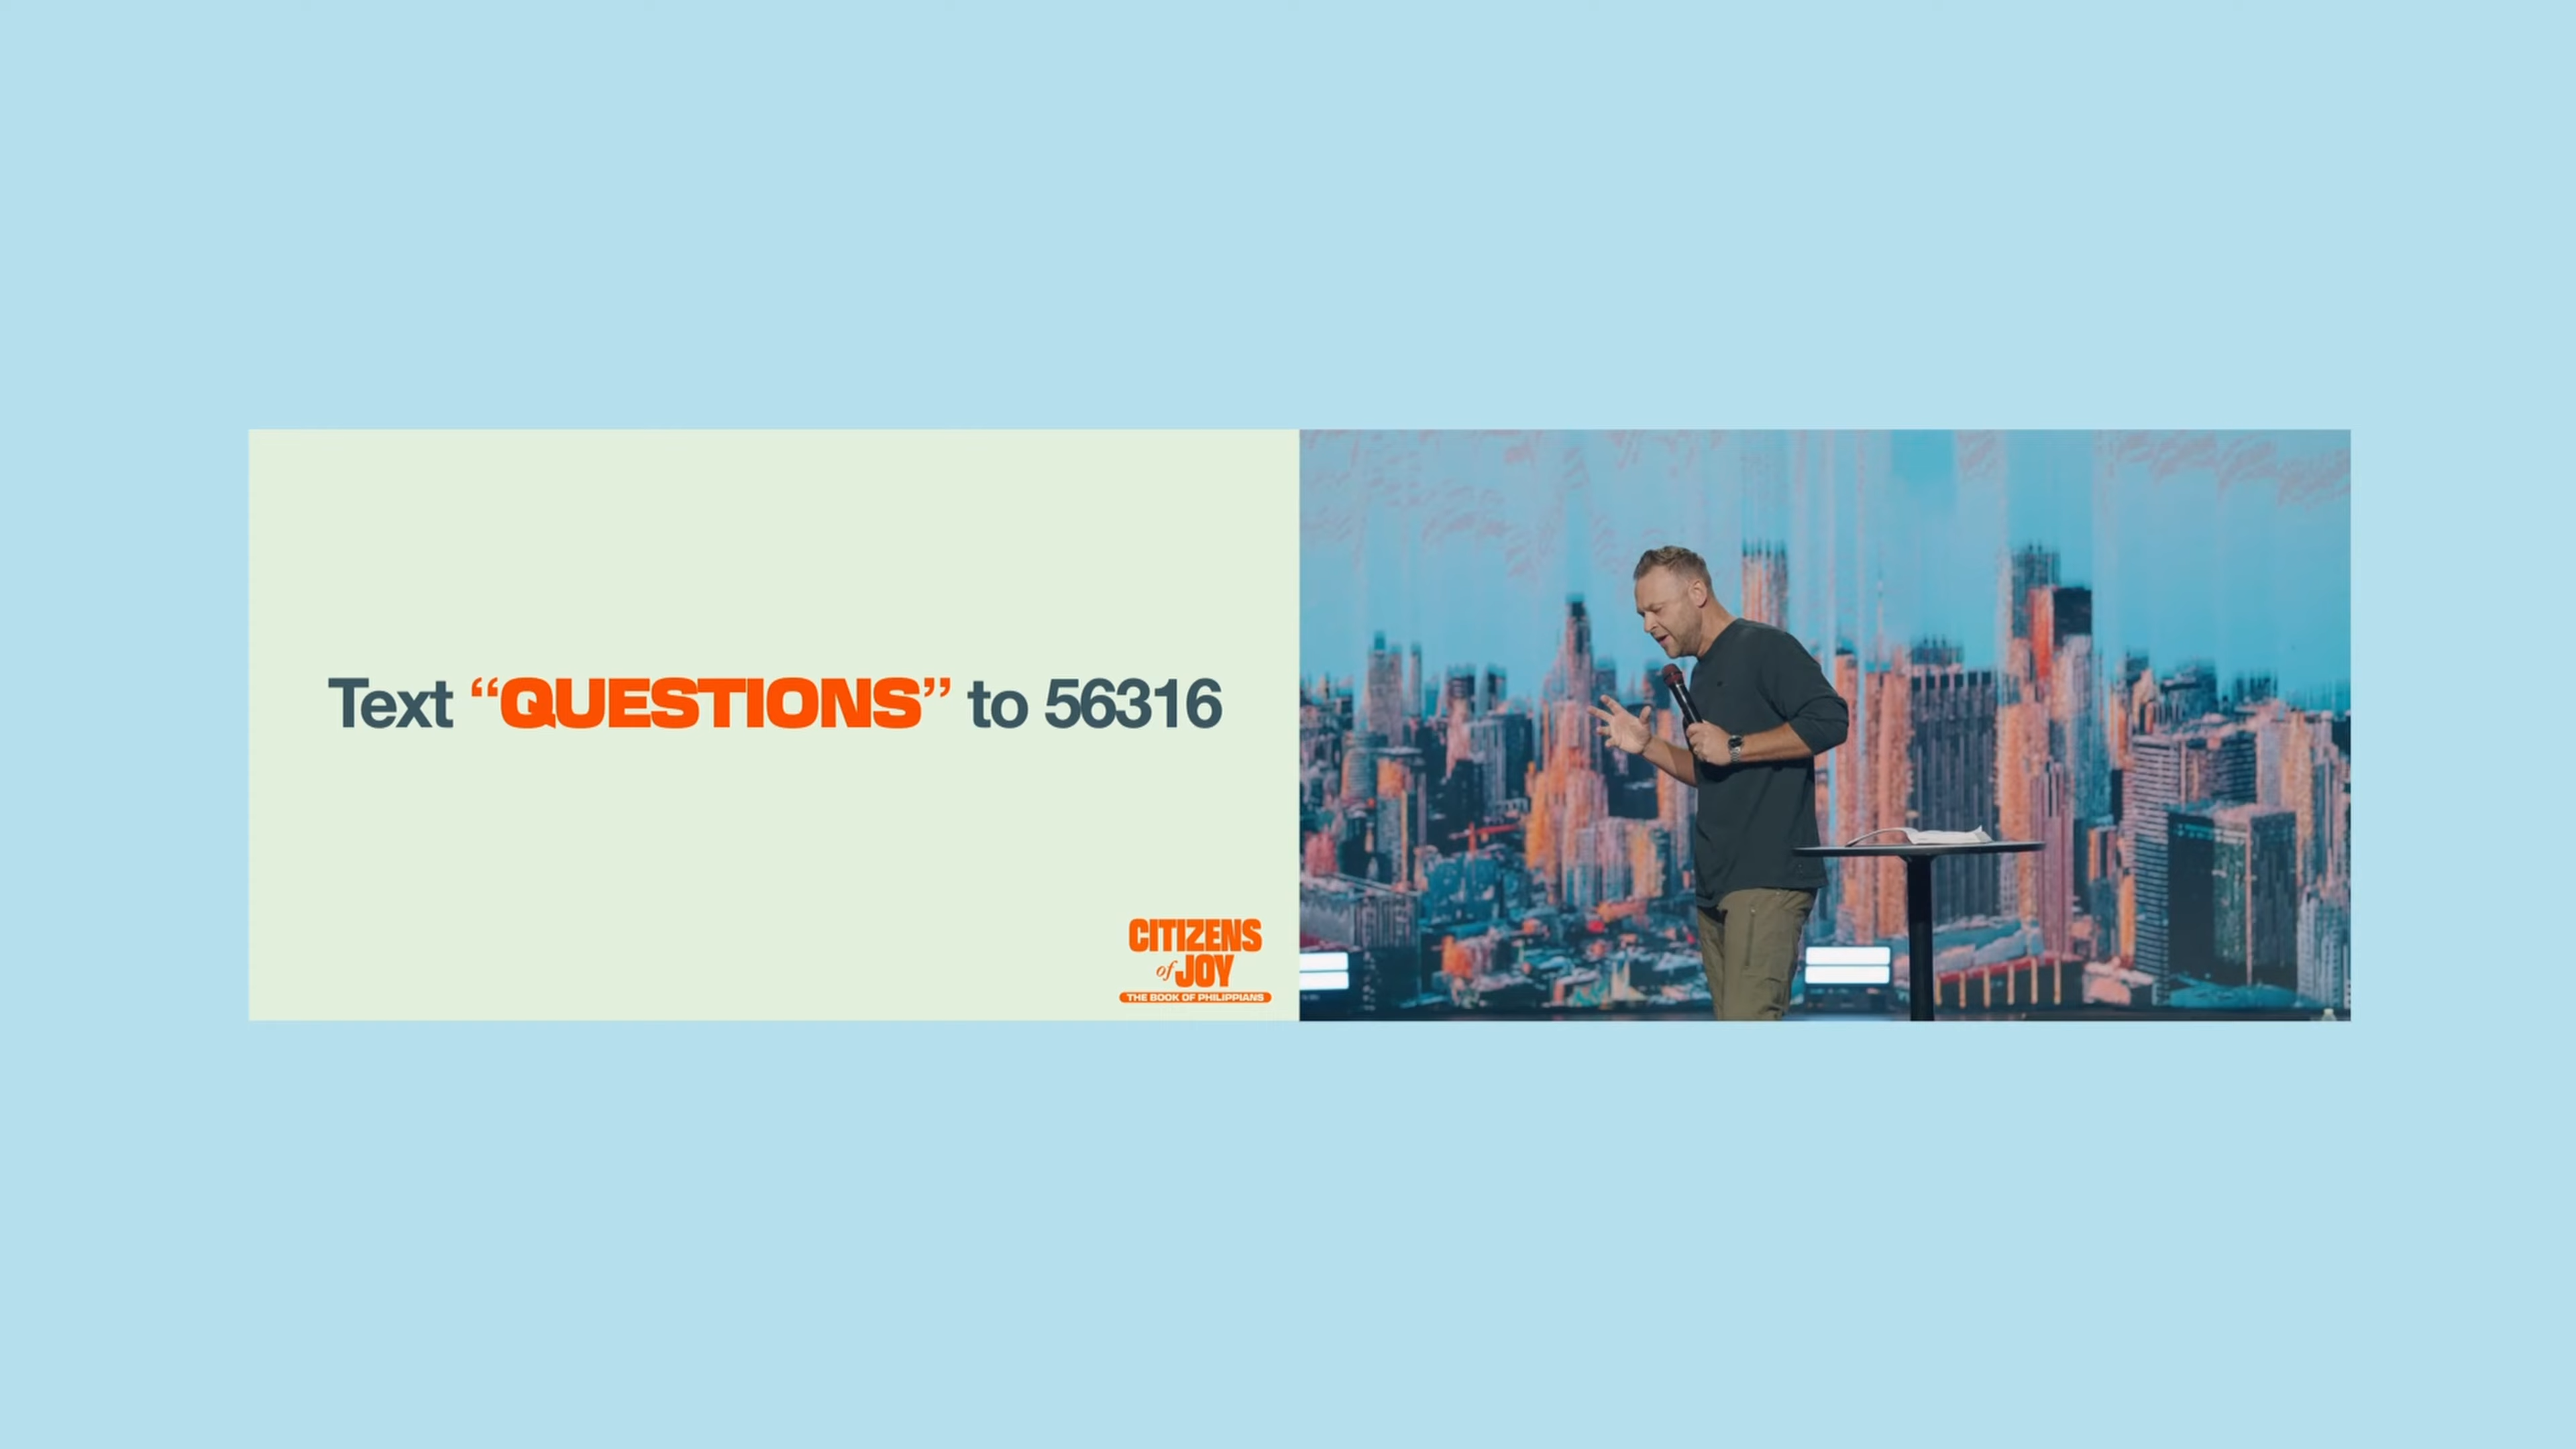 Text “QUESTIONS” to 56316
CITIZENS
of JOY
THE BOOK OF PHILIPPIANS